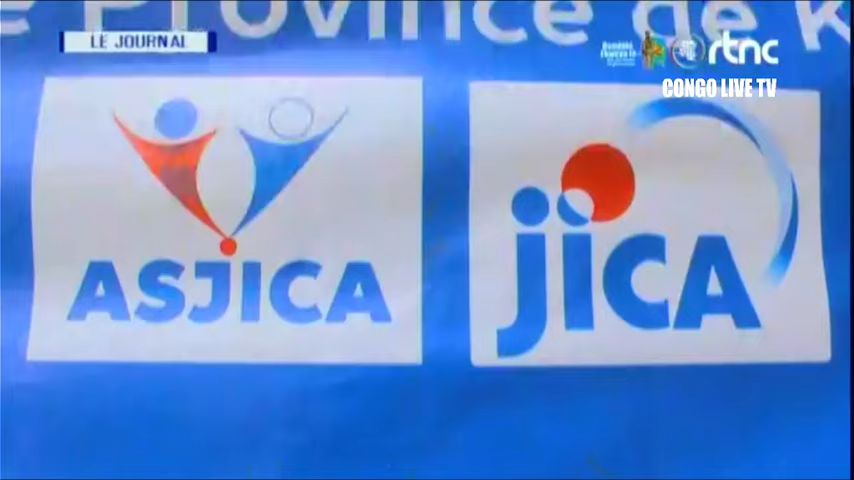 e Province de K
LE JOURNAL
rtnc
CONGO LIVE TV
ASJICA
jicA